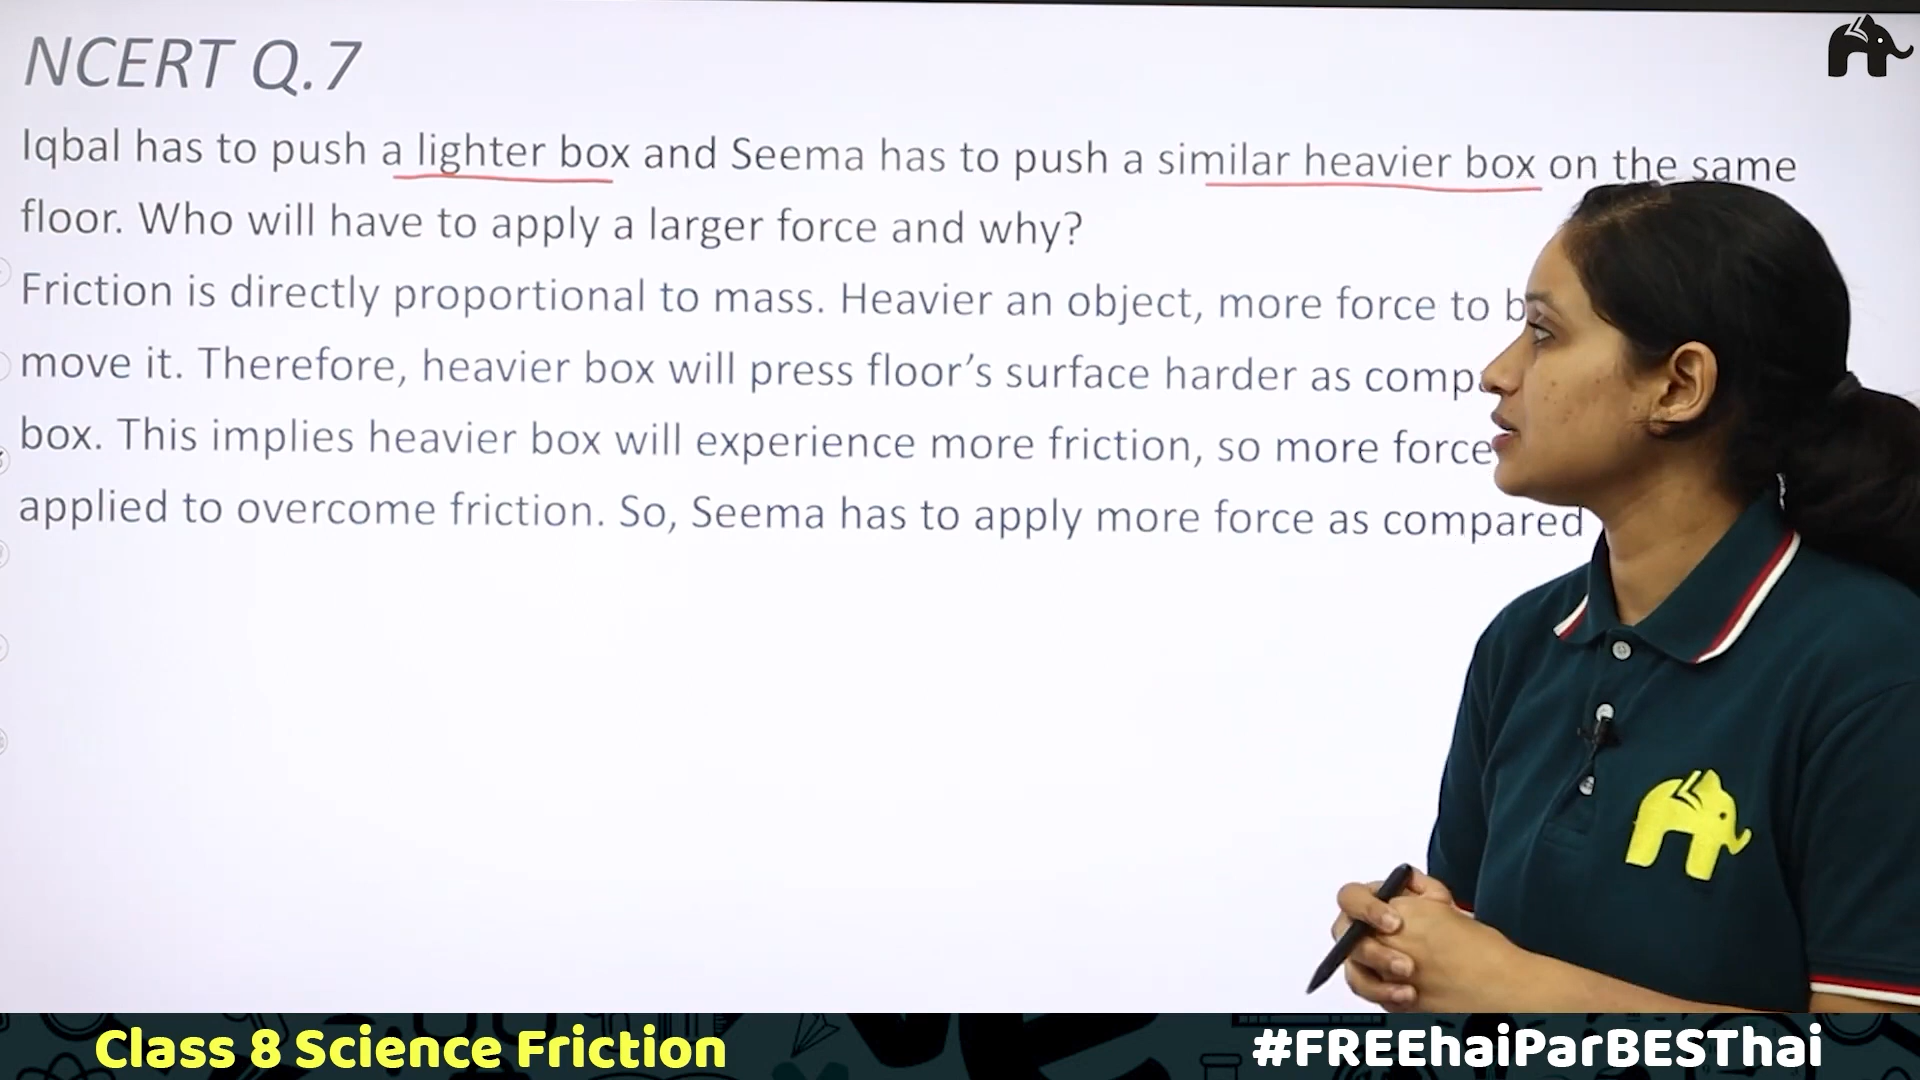 NCERT Q.7
Iqbal has to push a lighter box and Seema has to push a similar heavier box on the same
floor. Who will have to apply a larger force and why?
Friction is directly proportional to mass. Heavier an object, more force to
move it. Therefore, heavier box will press floor's surface harder as
box. This implies heavier box will experience more friction, so more force
applied to overcome friction. So, Seema has to apply more force as compared
Class 8 Science Friction
#FREEhaiParBESThai